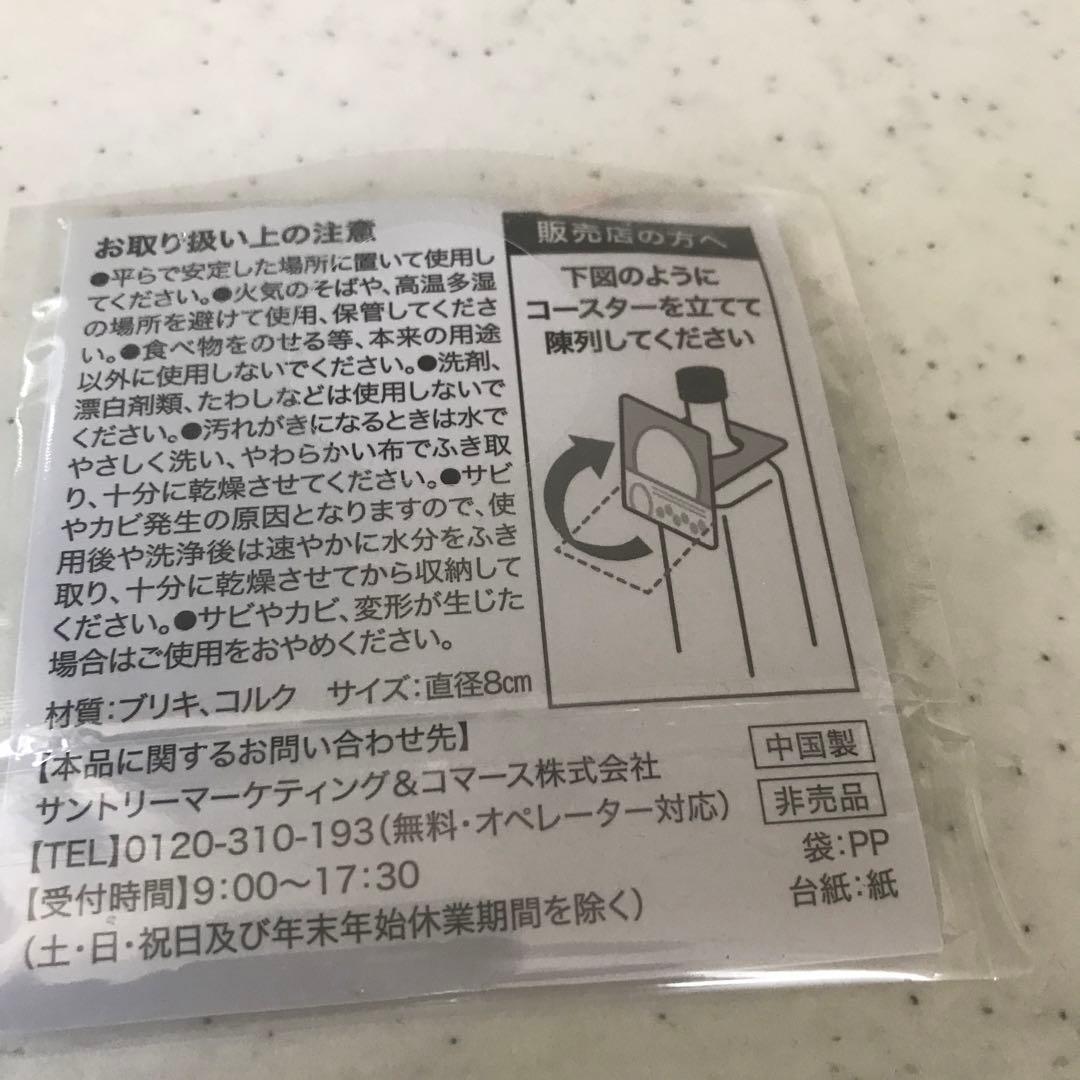 お取り扱い上の注意
●平らで安定した場所に置いて使用し
てください。●火気のそばや、高温多湿
の場所を避けて使用、保管してくださ
い。●食べ物をのせる等、本来の用途
以外に使用しないでください。●洗剤、
漂白剤類、たわしなどは使用しないで
ください。●汚れがきになるときは水で
やさしく洗い、やわらかい布でふき取
り、十分に乾燥させてください。●サビ
やカビ発生の原因となりますので、使
用後や洗浄後は速やかに水分をふき
取り、十分に乾燥させてから収納して
ください。●サビやカビ、変形が生じた
場合はご使用をおやめください。
材質：ブリキ、コルク　サイズ：直径8cm
販売店の方へ
下図のように
コースターを立てて
陳列してください
【本品に関するお問い合わせ先】
サントリーマーケティング&コマース株式会社
【TEL】0120-310-193（無料・オペレーター対応）
【受付時間】9:00～17:30
（土・日・祝日及び年末年始休業期間を除く）
中国製
非売品
袋：PP
台紙：紙